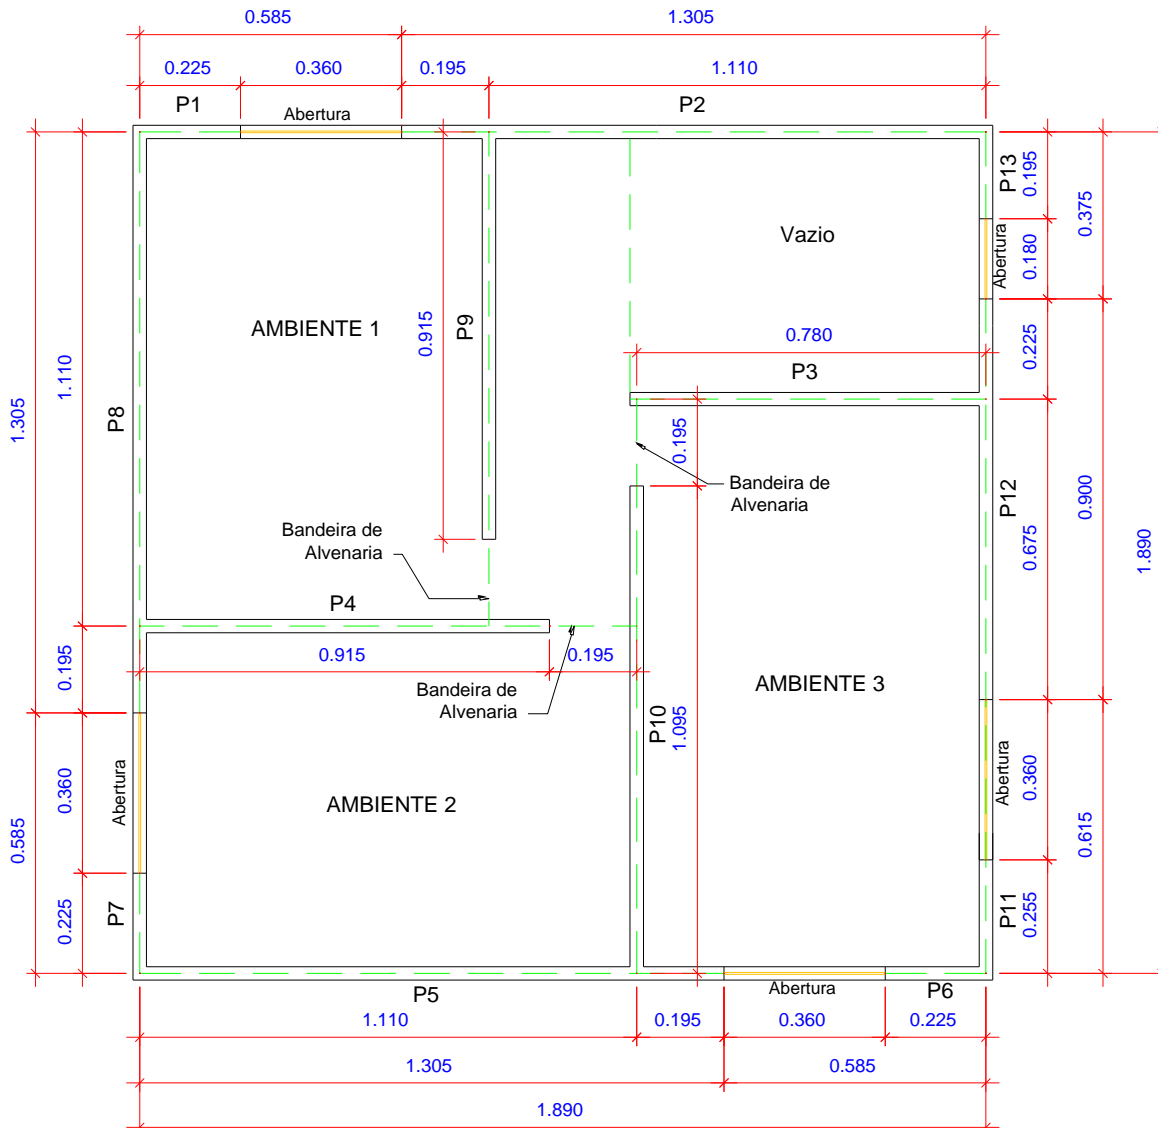 0.585
1.305
0.225
0.360
0.195
1.110
P1
Abertura
P2
P13
0.195
0.375
Abertura
0.180
Vazio
AMBIENTE 1
P9
0.915
0.780
0.225
P3
1.110
1.305
P8
0.195
Bandeira de
Alvenaria
P12
0.900
0.675
1.890
Bandeira de
Alvenaria
P4
0.915
0.195
0.195
Bandeira de
Alvenaria
P10
1.095
AMBIENTE 3
Abertura
0.360
0.585
AMBIENTE 2
Abertura
0.360
0.615
P7
0.225
P11
0.255
P5
Abertura
P6
1.110
0.195
0.360
0.225
1.305
0.585
1.890